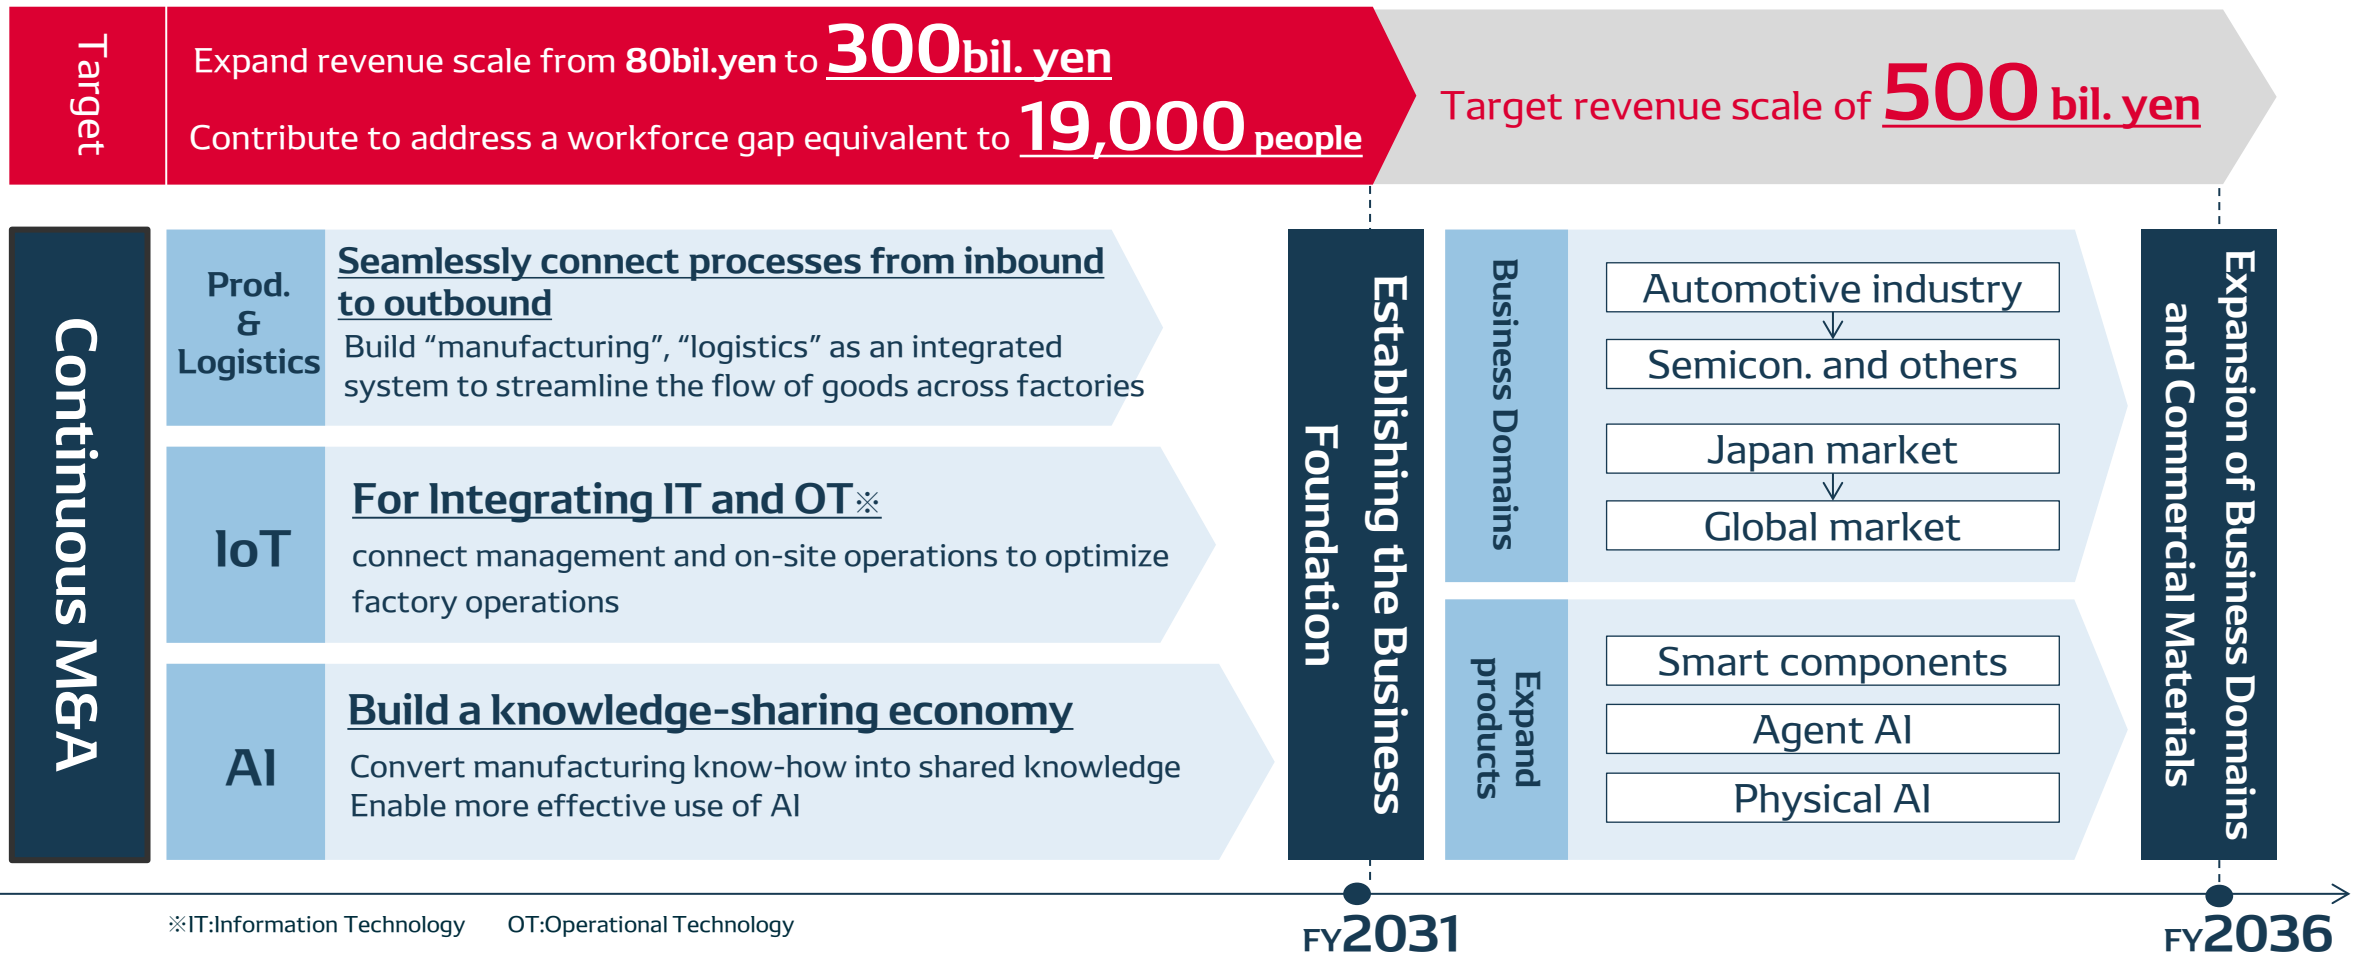 Target
Expand revenue scale from 80bil.yen to 300bil. yen
Contribute to address a workforce gap equivalent to 19,000 people
Target revenue scale of 500 bil. yen
Continuous M&A
Prod.
&
Logistics
Seamlessly connect processes from inbound
to outbound
Build “manufacturing”, “logistics” as an integrated
system to streamline the flow of goods across factories
IoT
For Integrating IT and OT※
connect management and on-site operations to optimize
factory operations
AI
Build a knowledge-sharing economy
Convert manufacturing know-how into shared knowledge
Enable more effective use of AI
Establishing the Business
Foundation
Business Domains
Automotive industry
Semicon. and others
Japan market
Global market
Expand
products
Smart components
Agent AI
Physical AI
Expansion of Business Domains
and Commercial Materials
FY2031
FY2036
※IT:Information Technology OT:Operational Technology